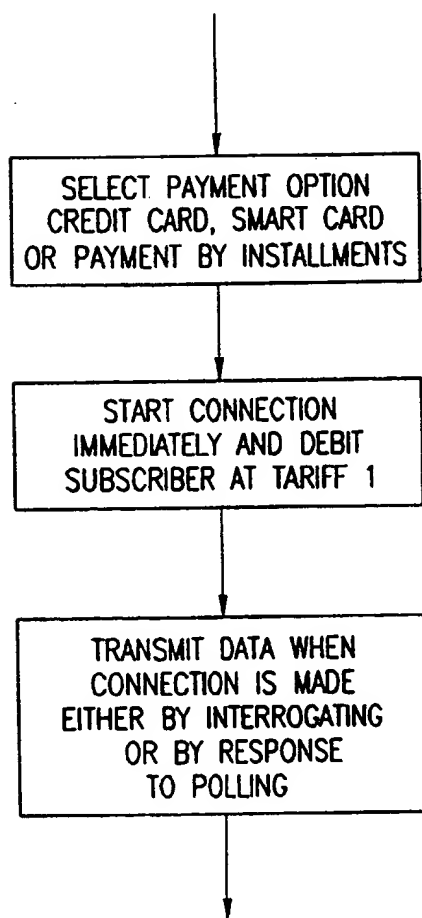 SELECT PAYMENT OPTION
CREDIT CARD, SMART CARD
OR PAYMENT BY INSTALLMENTS
START CONNECTION
IMMEDIATELY AND DEBIT
SUBSCRIBER AT TARIFF 1
TRANSMIT DATA WHEN
CONNECTION IS MADE
EITHER BY INTERROGATING
OR BY RESPONSE
TO POLLING